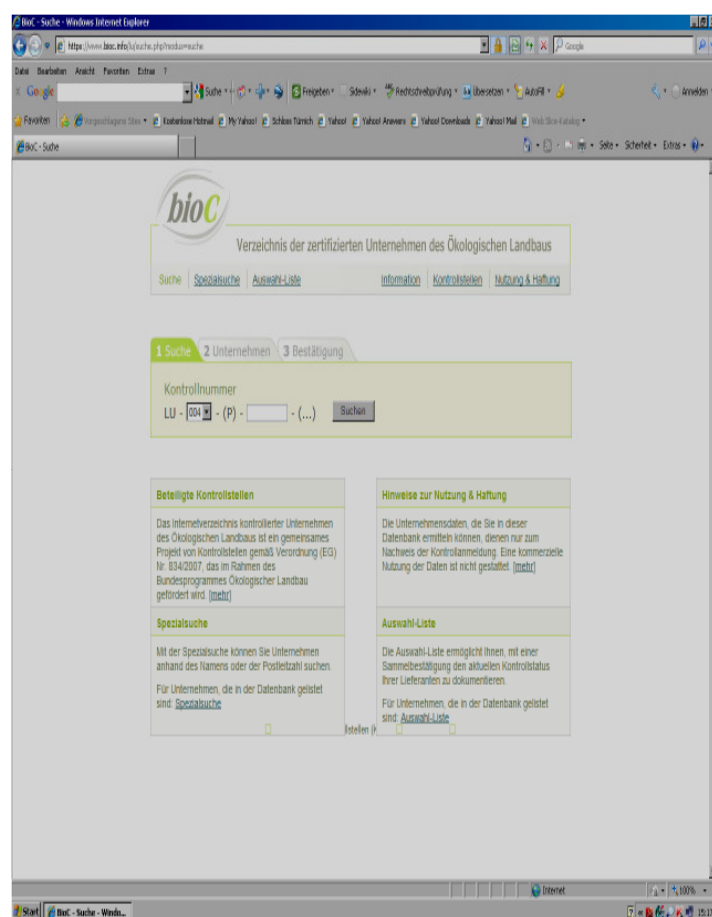 BioC - Suche - Windows Internet Explorer
https://www.bioc.info/lu/suche.php?modus=suche
Google
Datei Bearbeiten Ansicht Favoriten Extras ?
Google Suche Freigeben Sidewiki Rechtschreibprüfung Übersetzen AutoFill Anmelden
Favoriten Vorgeschlagene Sites Kostenlose Hotmail My Yahoo! Schloss Türnich Yahoo! Yahoo! Answers Yahoo! Downloads Yahoo! Mail Web Slice-Katalog
BioC - Suche Seite Sicherheit Extras
bioC
Verzeichnis der zertifizierten Unternehmen des Ökologischen Landbaus
Suche Spezialsuche Auswahl-Liste Information Kontrollstellen Nutzung & Haftung
1 Suche 2 Unternehmen 3 Bestätigung
Kontrollnummer
LU - 004 - (P) - - (...) Suchen
Beteiligte Kontrollstellen
Das Internetverzeichnis kontrollierter Unternehmen
des Ökologischen Landbaus ist ein gemeinsames
Projekt von Kontrollstellen gemäß Verordnung (EG)
Nr. 834/2007, das im Rahmen des
Bundesprogrammes Ökologischer Landbau
gefördert wird. [mehr]
Hinweise zur Nutzung & Haftung
Die Unternehmensdaten, die Sie in dieser
Datenbank ermitteln können, dienen nur zum
Nachweis der Kontrollanmeldung. Eine kommerzielle
Nutzung der Daten ist nicht gestattet. [mehr]
Spezialsuche
Mit der Spezialsuche können Sie Unternehmen
anhand des Namens oder der Postleitzahl suchen.
Für Unternehmen, die in der Datenbank gelistet
sind: Spezialsuche
Auswahl-Liste
Die Auswahl-Liste ermöglicht Ihnen, mit einer
Sammelbestätigung den aktuellen Kontrollstatus
Ihrer Lieferanten zu dokumentieren.
Für Unternehmen, die in der Datenbank gelistet
sind: Auswahl-Liste
llstellen (K
Internet 100%
Start BioC - Suche - Windo...